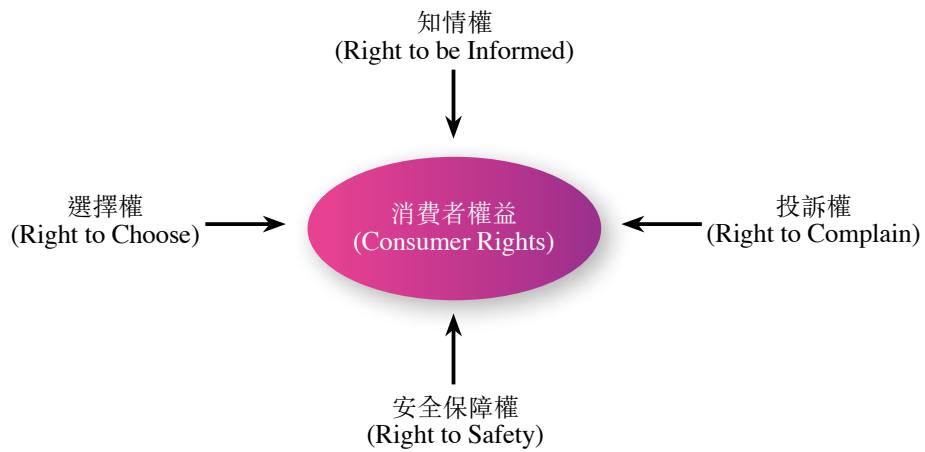 知情權
(Right to be Informed)
選擇權
(Right to Choose)
消費者權益
(Consumer Rights)
投訴權
(Right to Complain)
安全保障權
(Right to Safety)